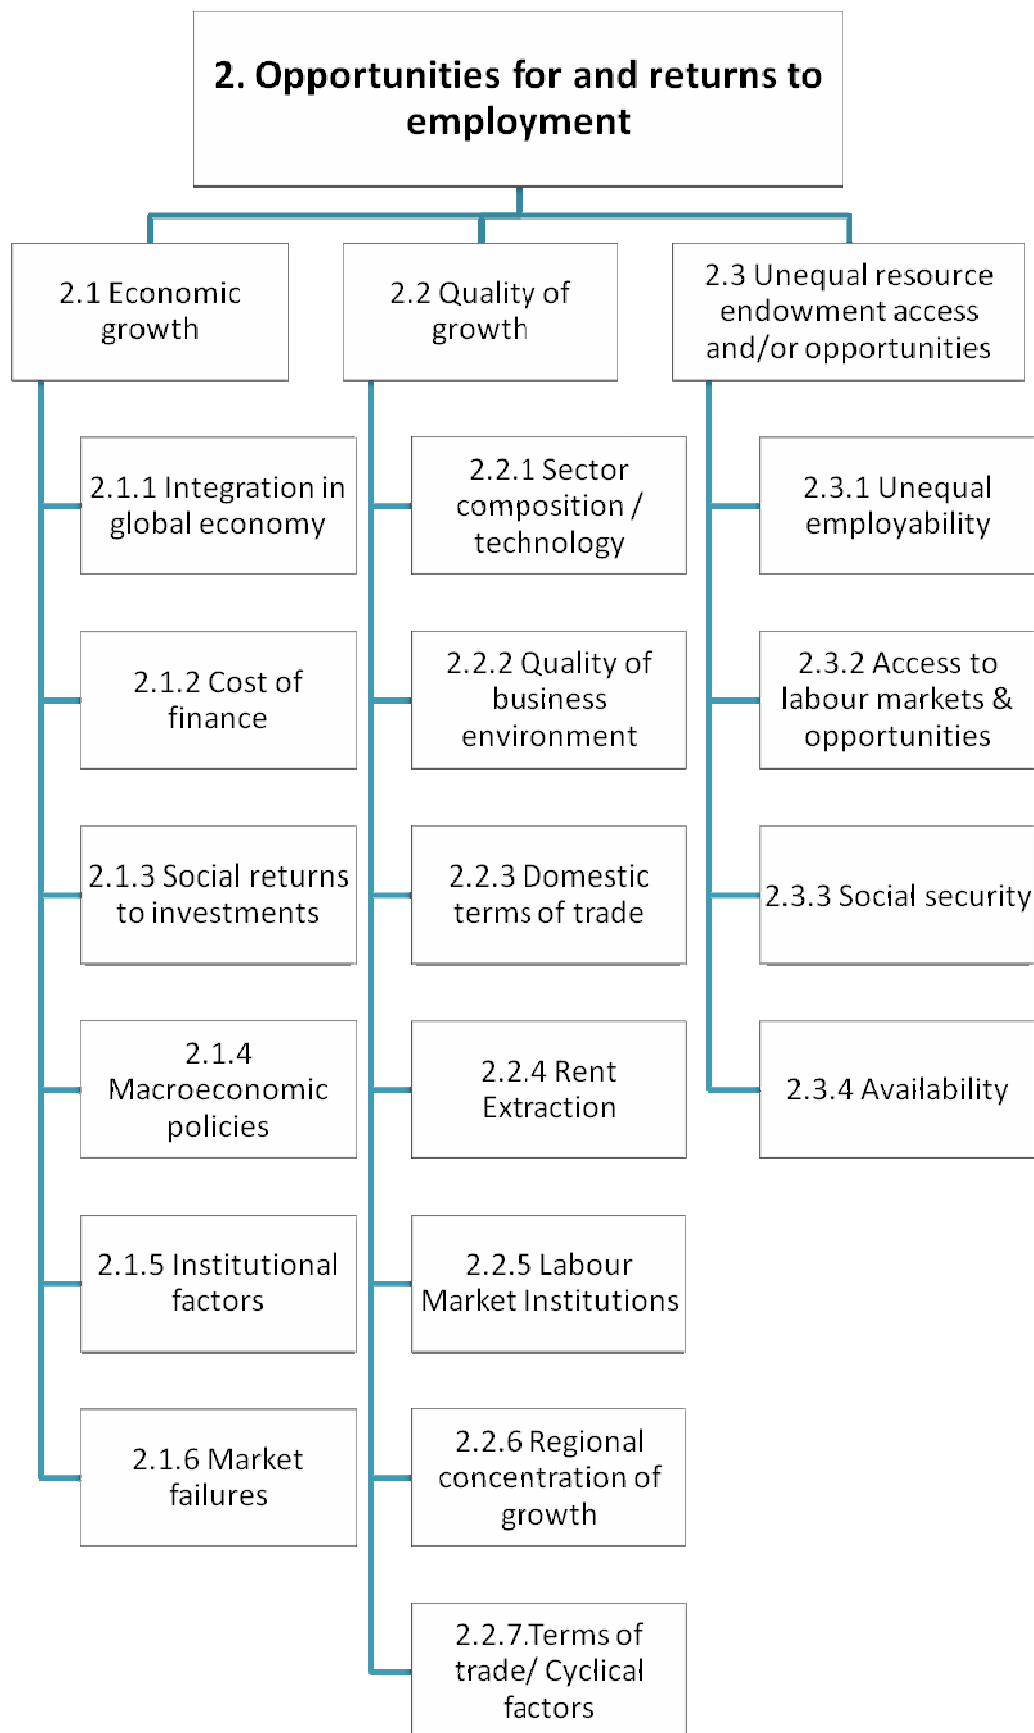 2. Opportunities for and returns to
employment
2.1 Economic
growth
2.2 Quality of
growth
2.3 Unequal resource
endowment access
and/or opportunities
2.1.1 Integration in
global economy
2.1.2 Cost of
finance
2.1.3 Social returns
to investments
2.1.4
Macroeconomic
policies
2.1.5 Institutional
factors
2.1.6 Market
failures
2.2.1 Sector
composition /
technology
2.2.2 Quality of
business
environment
2.2.3 Domestic
terms of trade
2.2.4 Rent
Extraction
2.2.5 Labour
Market Institutions
2.2.6 Regional
concentration of
growth
2.2.7.Terms of
trade/ Cyclical
factors
2.3.1 Unequal
employability
2.3.2 Access to
labour markets &
opportunities
2.3.3 Social security
2.3.4 Availability